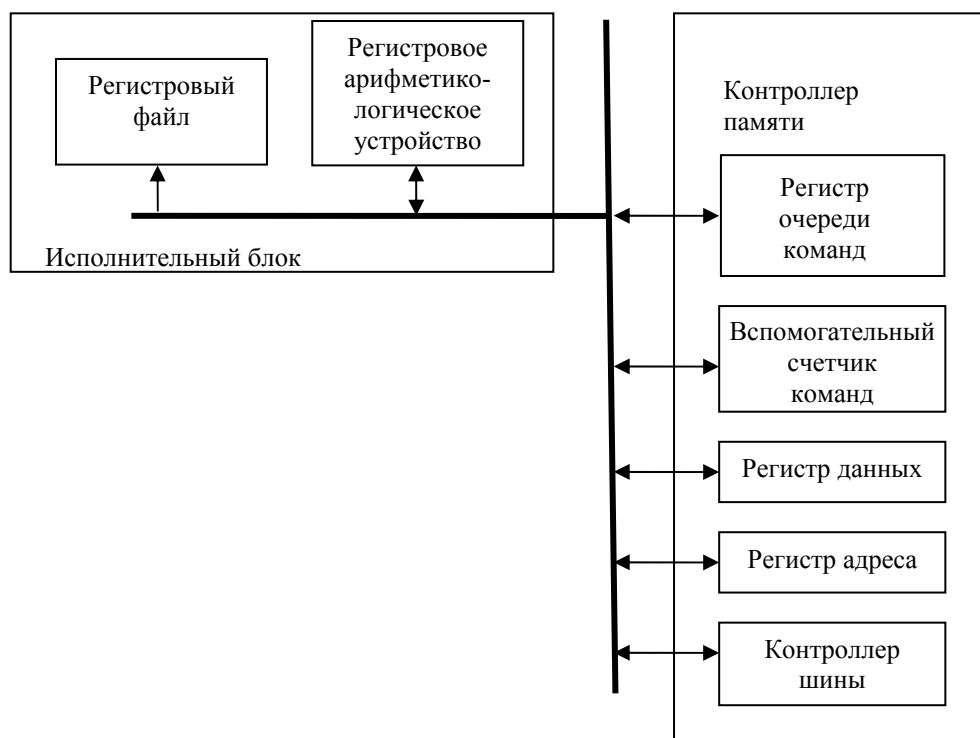 Регистровый
файл
Регистровое
арифметико-
логическое
устройство
Исполнительный блок
Контроллер
памяти
Регистр
очереди
команд
Вспомогательный
счетчик
команд
Регистр данных
Регистр адреса
Контроллер
шины